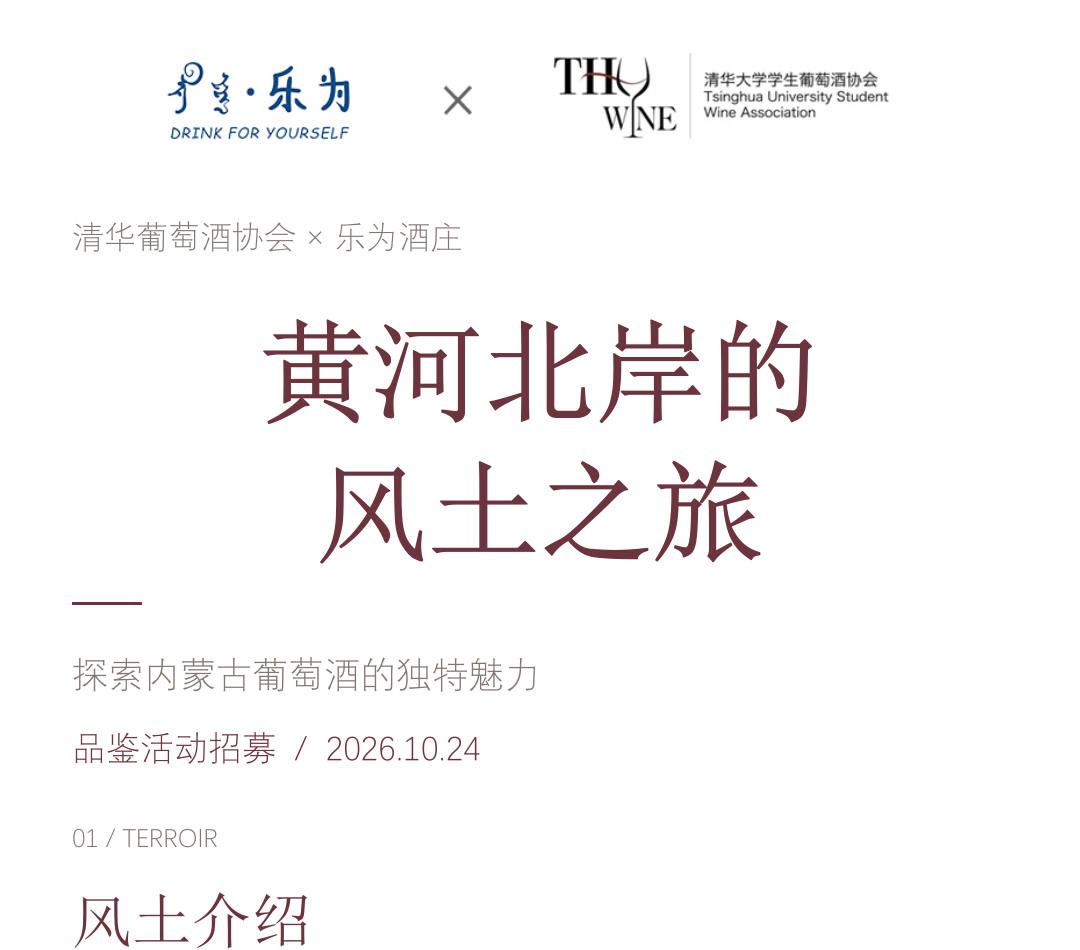 ·乐为
DRINK FOR YOURSELF
×
THU
WINE
清华大学学生葡萄酒协会
Tsinghua University Student
Wine Association
清华葡萄酒协会 × 乐为酒庄
黄河北岸的
风土之旅
探索内蒙古葡萄酒的独特魅力
品鉴活动招募 / 2026.10.24
01 / TERROIR
风土介绍